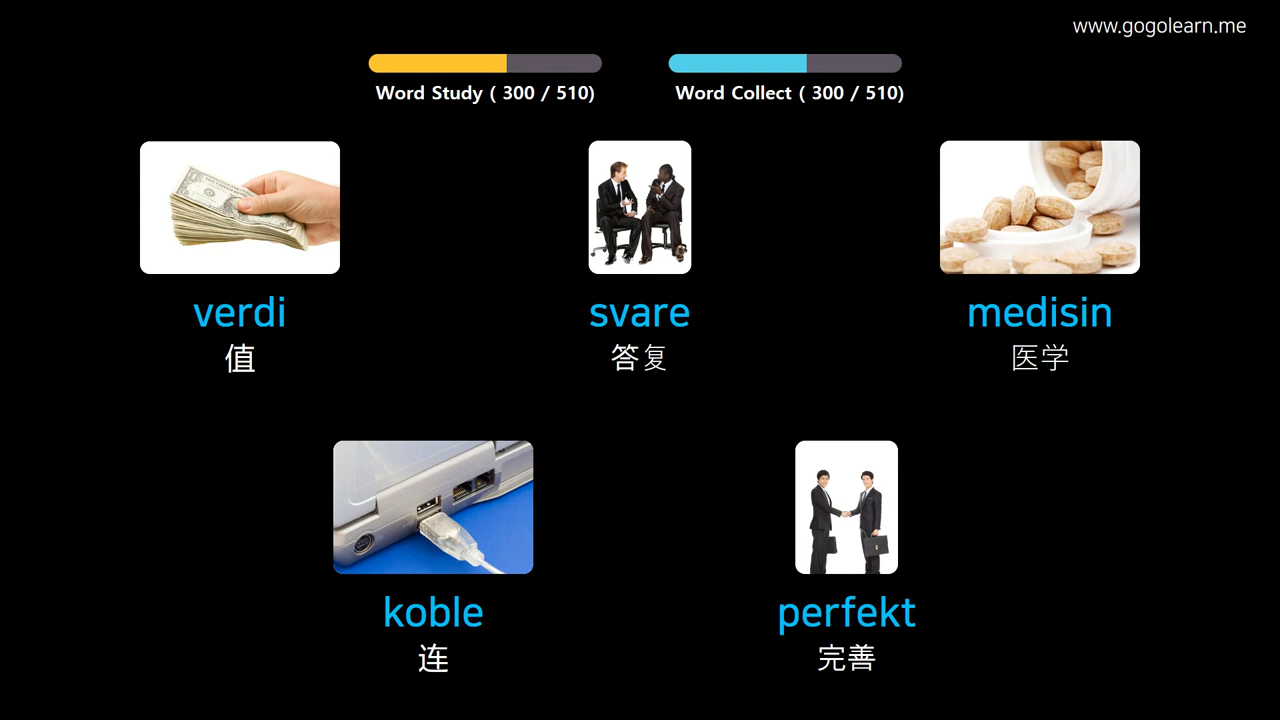 www.gogolearn.me
Word Study ( 300 / 510)
Word Collect ( 300 / 510)
verdi
值
svare
答复
medisin
医学
koble
连
perfekt
完善